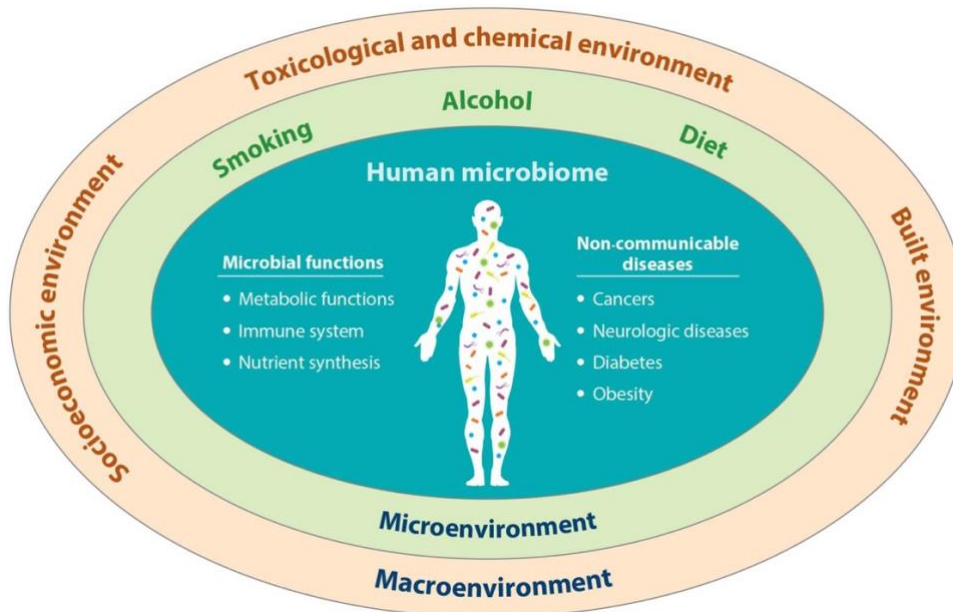 Toxicological and chemical environment
Socioeconomic environment
Built environment
Smoking
Alcohol
Diet
Human microbiome
Microbial functions
• Metabolic functions
• Immune system
• Nutrient synthesis
Non-communicable
diseases
• Cancers
• Neurologic diseases
• Diabetes
• Obesity
Microenvironment
Macroenvironment